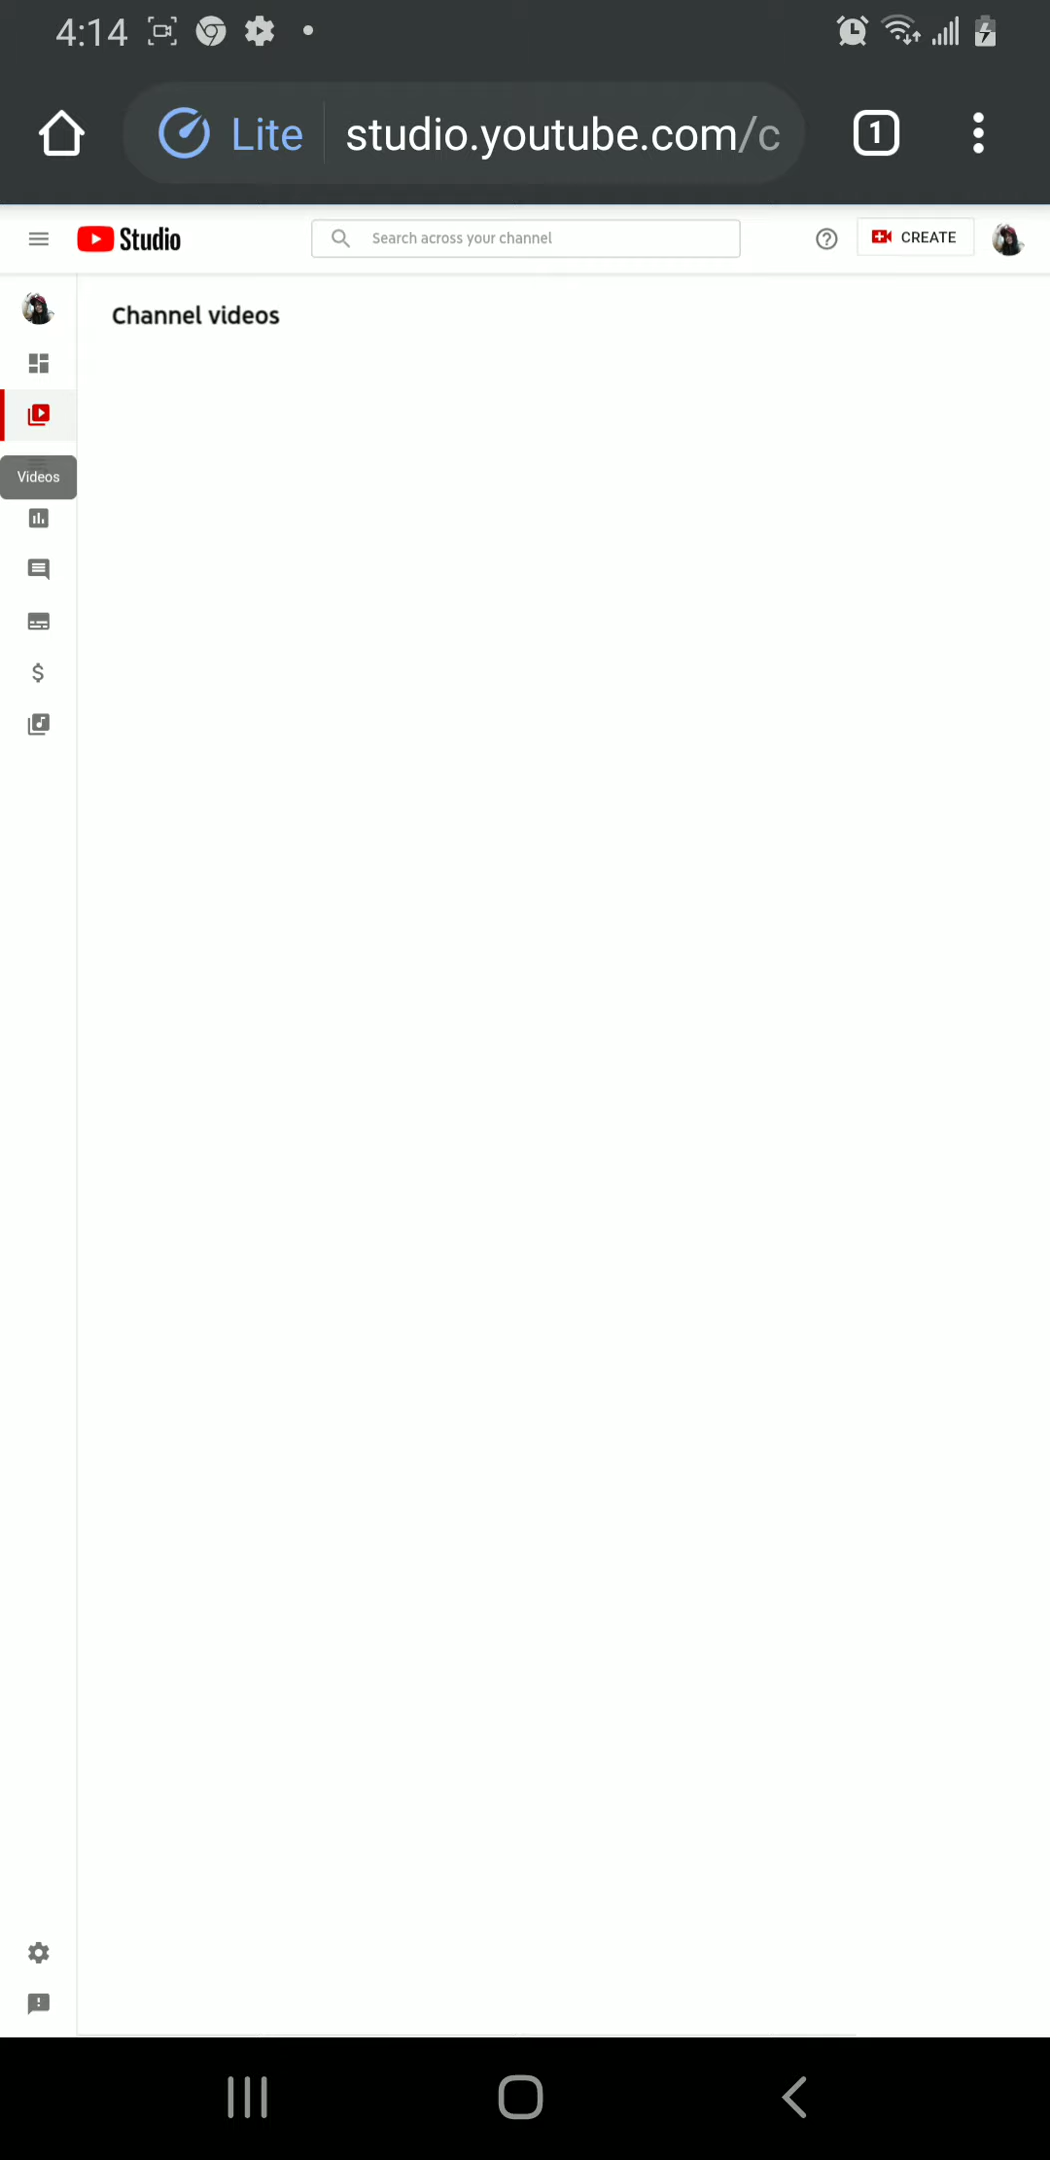 4:14
Lite studio.youtube.com/c 1
Studio Search across your channel CREATE
Channel videos
Videos